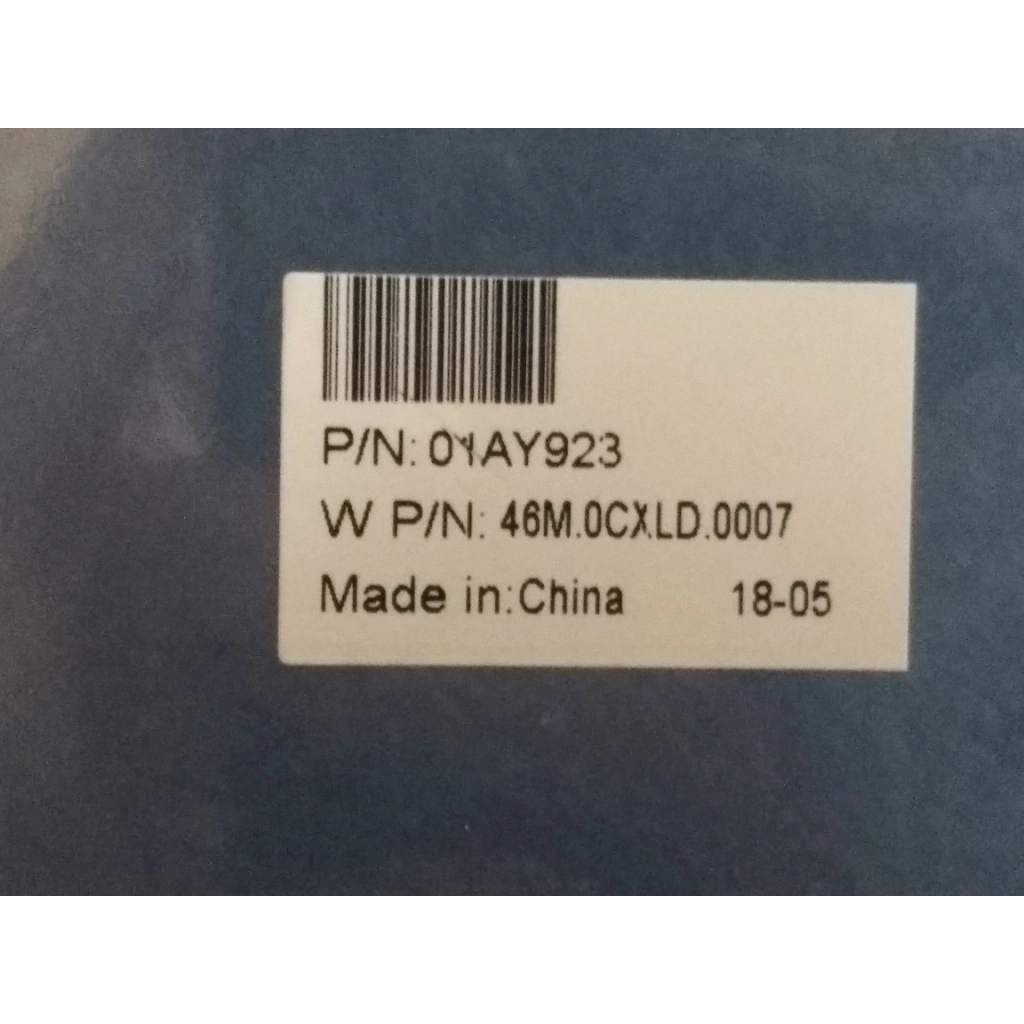 P/N: 01AY923
W P/N: 46M.0CXLD.0007
Made in:China 18-05